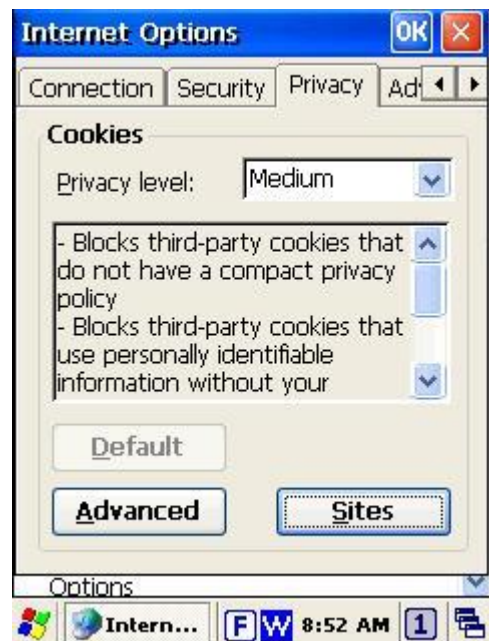 Internet Options OK
Connection Security Privacy Ad
Cookies
Privacy level: Medium
- Blocks third-party cookies that
do not have a compact privacy
policy
- Blocks third-party cookies that
use personally identifiable
information without your
Default
Advanced Sites
Options
Intern... F W 8:52 AM 1